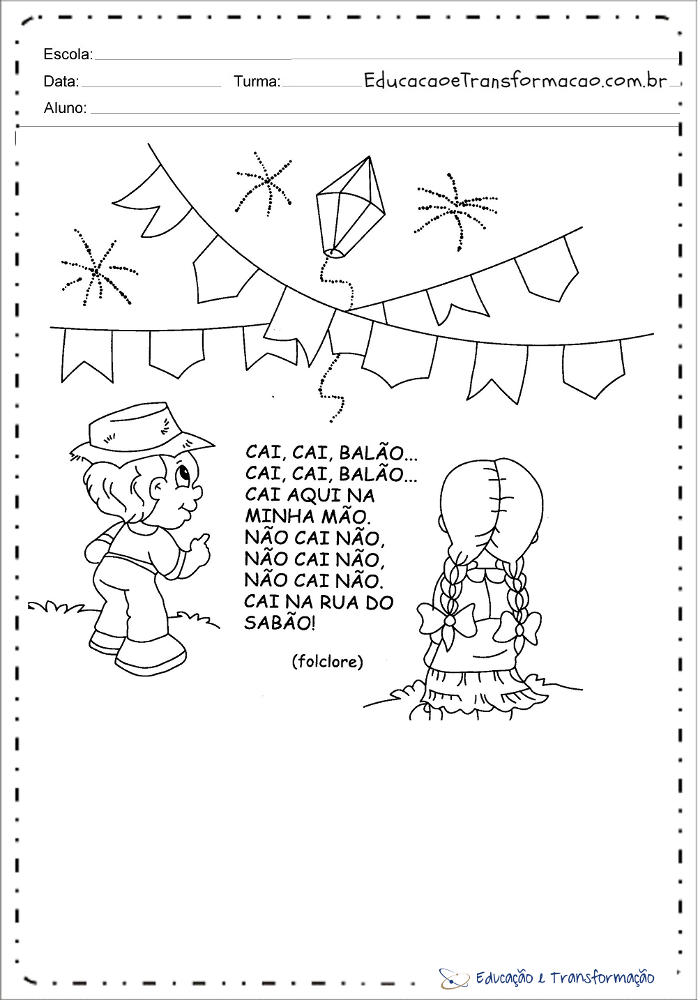 Escola:
Data: Turma: EducacaoeTransformacao.com.br
Aluno:
CAI, CAI, BALÃO...
CAI, CAI, BALÃO...
CAI AQUI NA
MINHA MÃO.
NÃO CAI NÃO,
NÃO CAI NÃO,
NÃO CAI NÃO.
CAI NA RUA DO
SABÃO!
(folclore)
Educação e Transformação